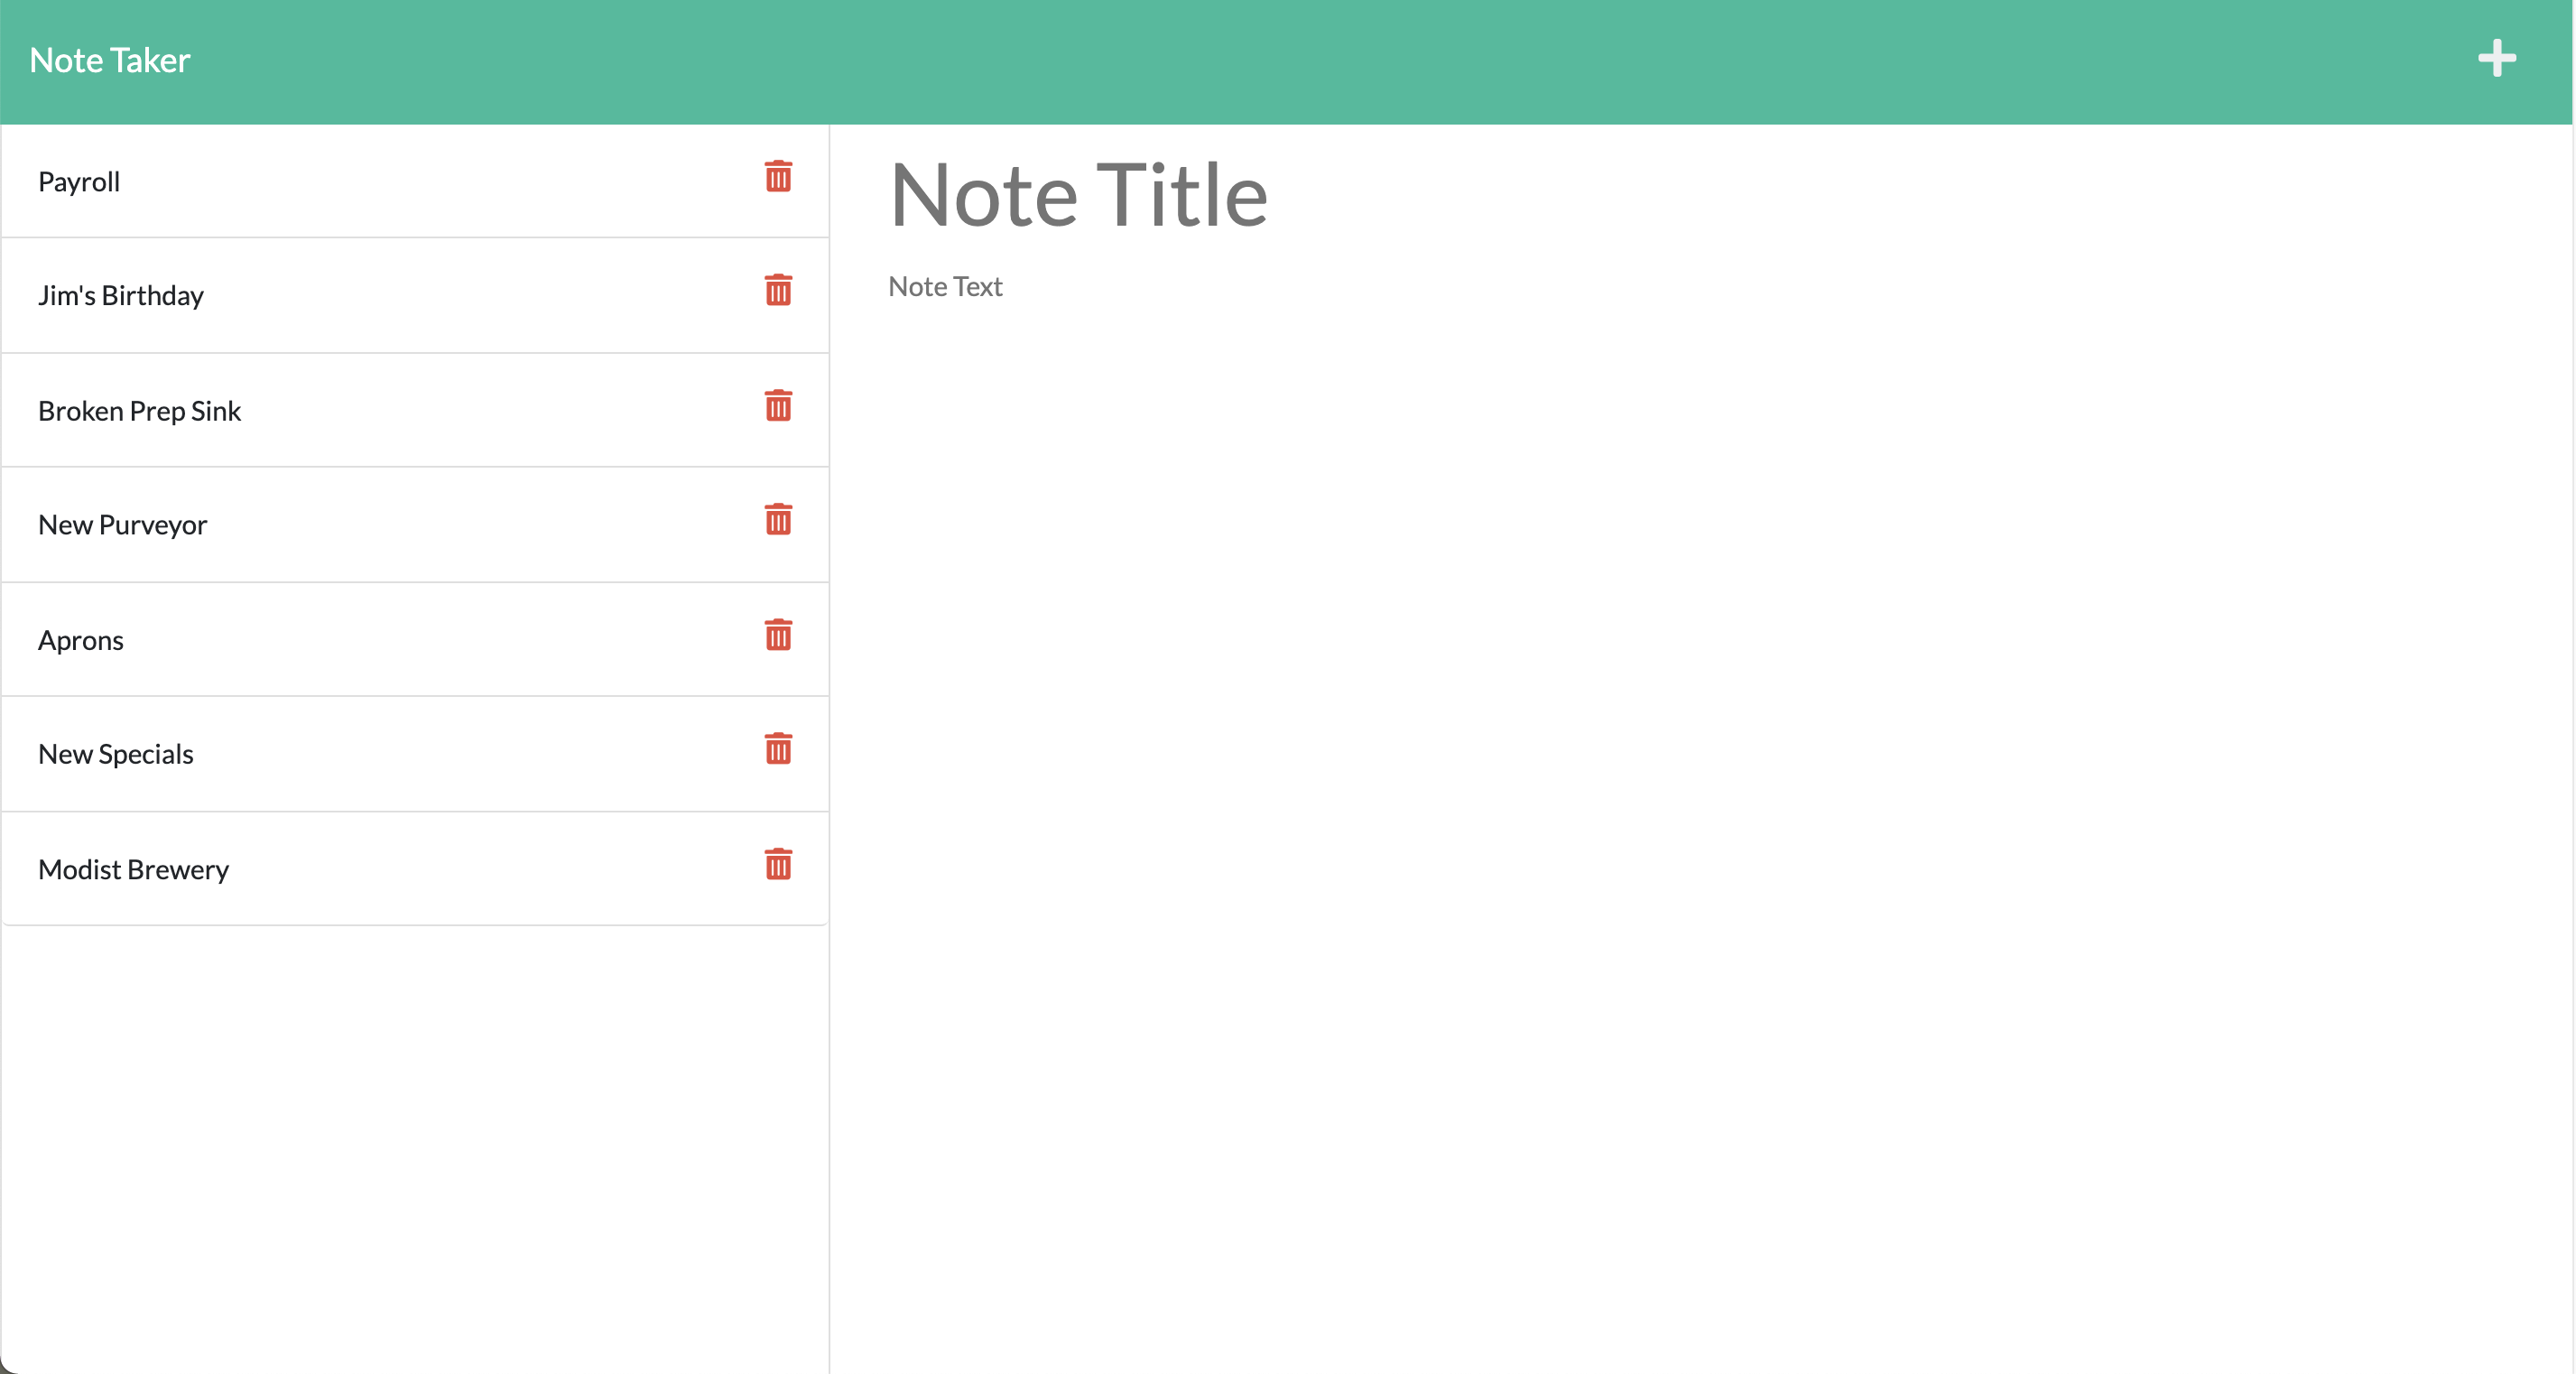 Note Taker
Payroll
Jim's Birthday
Broken Prep Sink
New Purveyor
Aprons
New Specials
Modist Brewery
Note Title
Note Text